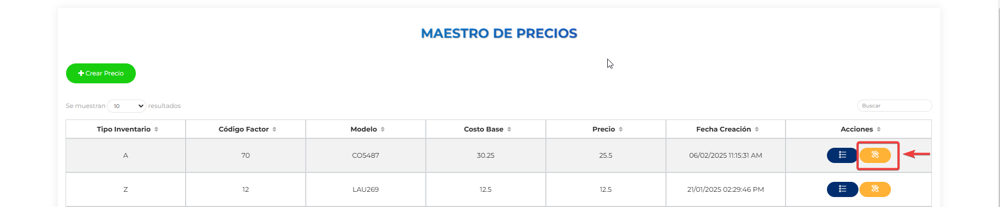 MAESTRO DE PRECIOS
Crear Precio
Se muestran 10 resultados
Buscar
Tipo Inventario Código Factor Modelo Costo Base Precio Fecha Creación Acciones
A 70 CO5487 30.25 25.5 06/02/2025 11:15:31 AM
Z 12 LAU269 12.5 12.5 21/01/2025 02:29:46 PM